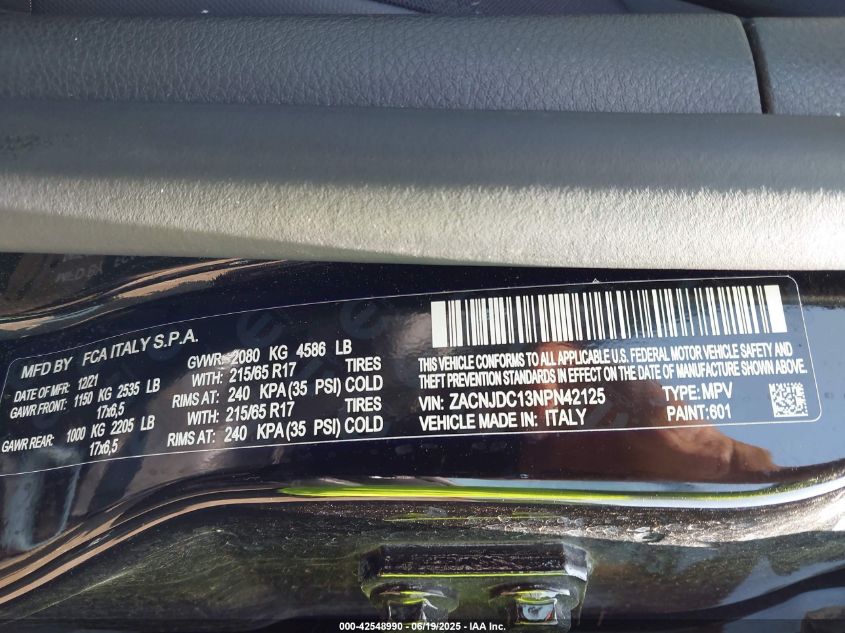 MFD BY FCA ITALY S.P.A.
DATE OF MFR: 12/21
GVWR: 2080 KG 4586 LB
GAWR FRONT: 1150 KG 2535 LB WITH: 215/65 R17 TIRES
17x6,5 RIMS AT: 240 KPA (35 PSI) COLD
GAWR REAR: 1000 KG 2205 LB WITH: 215/65 R17 TIRES
17x6,5 RIMS AT: 240 KPA (35 PSI) COLD
THIS VEHICLE CONFORMS TO ALL APPLICABLE U.S. FEDERAL MOTOR VEHICLE SAFETY AND
THEFT PREVENTION STANDARDS IN EFFECT ON THE DATE OF MANUFACTURE SHOWN ABOVE.
VIN: ZACNJDC13NPN42125 TYPE: MPV
VEHICLE MADE IN: ITALY PAINT: 601
000-42548990 - 06/19/2025 - IAA Inc.